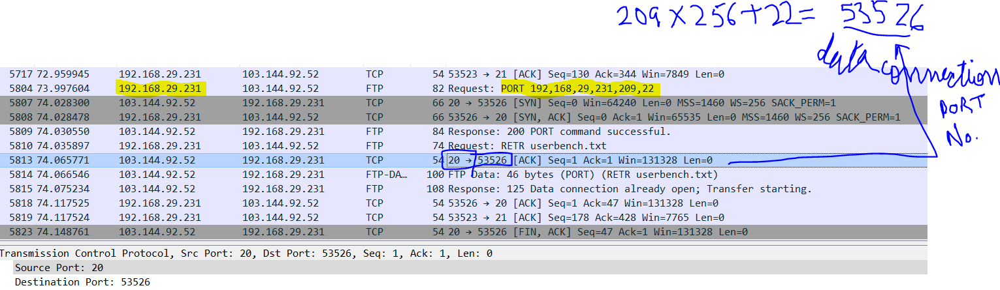 209×256+22= 53526
data connection
PORT
No.
5717 72.959945 192.168.29.231 103.144.92.52 TCP 54 53523 → 21 [ACK] Seq=130 Ack=344 Win=7849 Len=0
5804 73.997604 192.168.29.231 103.144.92.52 FTP 82 Request: PORT 192,168,29,231,209,22
5807 74.028300 103.144.92.52 192.168.29.231 TCP 66 20 → 53526 [SYN] Seq=0 Win=64240 Len=0 MSS=1460 WS=256 SACK_PERM=1
5808 74.028478 192.168.29.231 103.144.92.52 TCP 66 53526 → 20 [SYN, ACK] Seq=0 Ack=1 Win=65535 Len=0 MSS=1460 WS=256 SACK_PERM=1
5809 74.030550 103.144.92.52 192.168.29.231 FTP 84 Response: 200 PORT command successful.
5810 74.035897 192.168.29.231 103.144.92.52 FTP 74 Request: RETR userbench.txt
5813 74.065771 103.144.92.52 192.168.29.231 TCP 54 20 → 53526 [ACK] Seq=1 Ack=1 Win=131328 Len=0
5814 74.066546 103.144.92.52 192.168.29.231 FTP-DA… 100 FTP Data: 46 bytes (PORT) (RETR userbench.txt)
5815 74.075234 103.144.92.52 192.168.29.231 FTP 108 Response: 125 Data connection already open; Transfer starting.
5818 74.117525 192.168.29.231 103.144.92.52 TCP 54 53526 → 20 [ACK] Seq=1 Ack=47 Win=131328 Len=0
5819 74.117524 192.168.29.231 103.144.92.52 TCP 54 53523 → 21 [ACK] Seq=178 Ack=428 Win=7765 Len=0
5823 74.148761 103.144.92.52 192.168.29.231 TCP 54 20 → 53526 [FIN, ACK] Seq=47 Ack=1 Win=131328 Len=0
Transmission Control Protocol, Src Port: 20, Dst Port: 53526, Seq: 1, Ack: 1, Len: 0
Source Port: 20
Destination Port: 53526